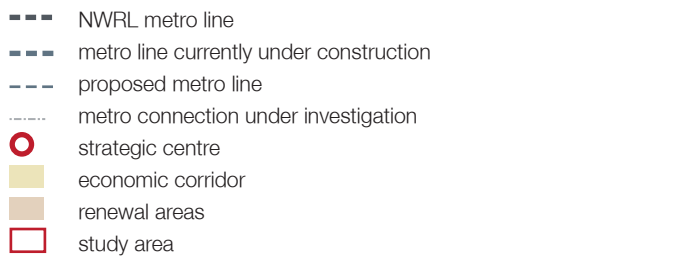 NWRL metro line
metro line currently under construction
proposed metro line
metro connection under investigation
strategic centre
economic corridor
renewal areas
study area